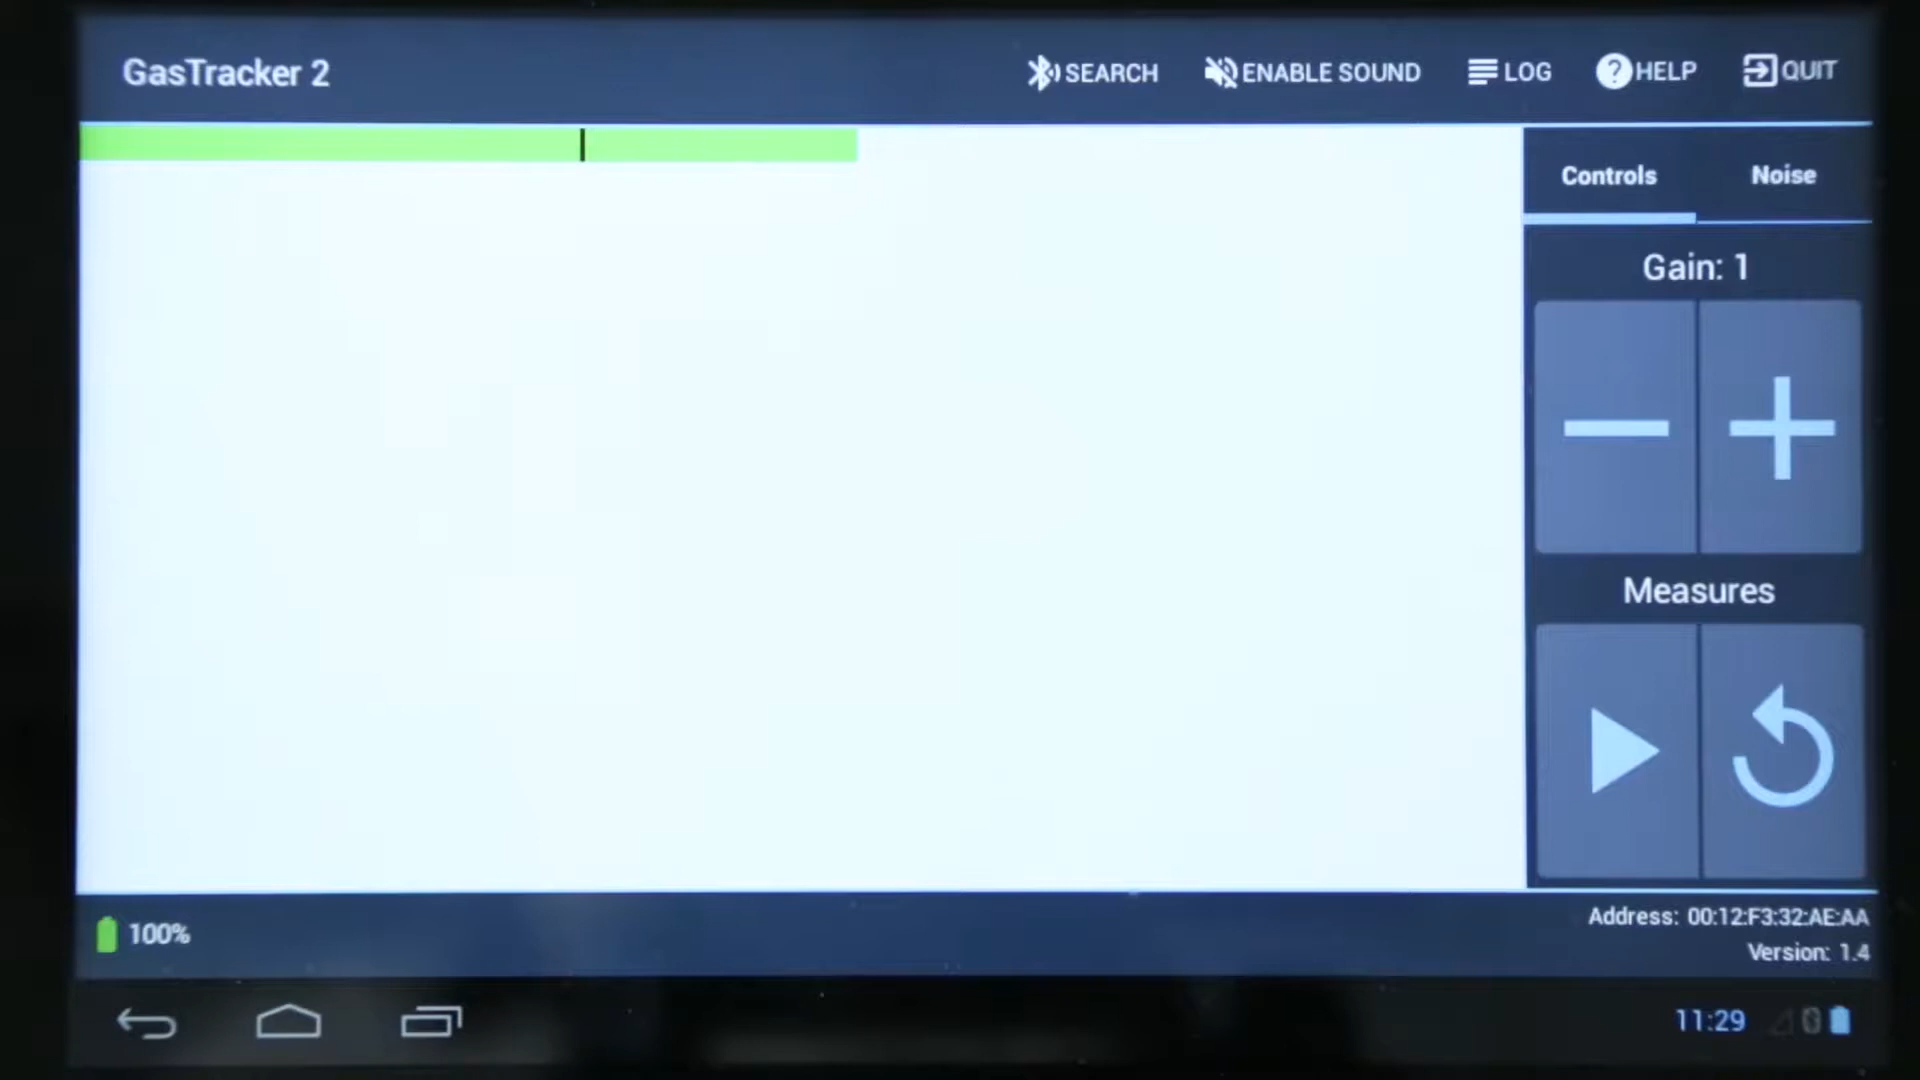 GasTracker 2
SEARCH
ENABLE SOUND
LOG
HELP
QUIT
Controls
Noise
Gain: 1
Measures
100%
Address: 00:12:F3:32:AE:AA
Version: 1.4
11:29